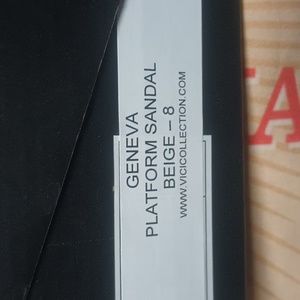 GENEVA
PLATFORM SANDAL
BEIGE – 8
WWW.VICICOLLECTION.COM